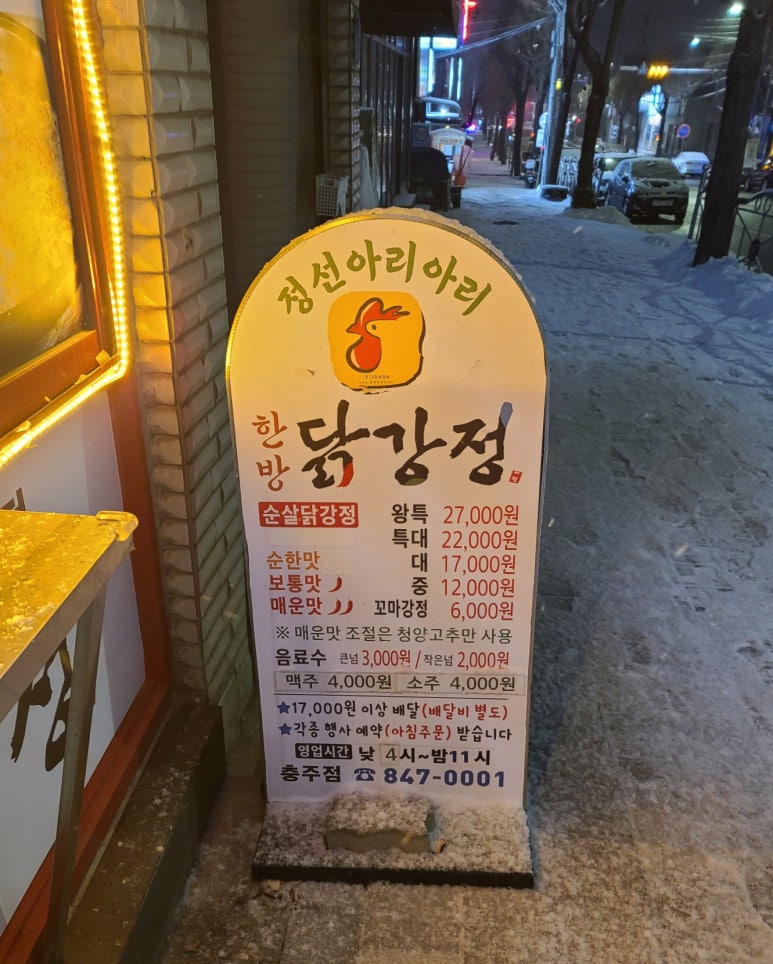 정선아리아리
한방 닭강정
순살닭강정 왕특 27,000원
특대 22,000원
순한맛 대 17,000원
보통맛 중 12,000원
매운맛 꼬마강정 6,000원
※ 매운맛 조절은 청양고추만 사용
음료수 큰넘 3,000원 / 작은넘 2,000원
맥주 4,000원 소주 4,000원
★17,000원 이상 배달(배달비 별도)
★각종 행사 예약(아침주문) 받습니다
영업시간 낮 4시~밤11시
충주점 ☎ 847-0001